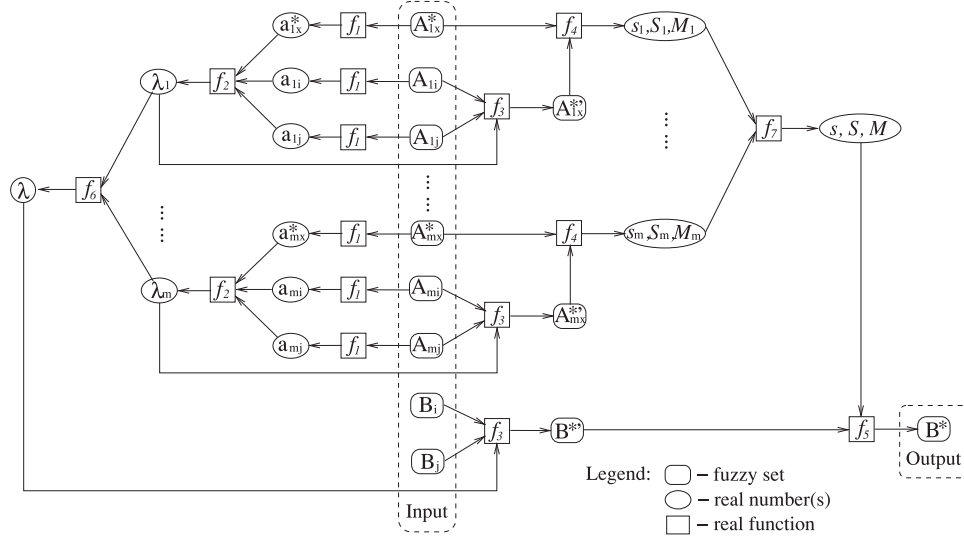 a*1x f1 A*1x f4 s1, S1, M1
λ1 f2 a1i f1 A1i f3 A*'1x
a1j f1 A1j f7 s, S, M
λ f6
a*mx f1 A*mx f4 sm, Sm, Mm
λm f2 ami f1 Ami f3 A*'mx
amj f1 Amj
Bi f3 B*' f5 B*
Bj
Input
Output
Legend:
– fuzzy set
– real number(s)
– real function